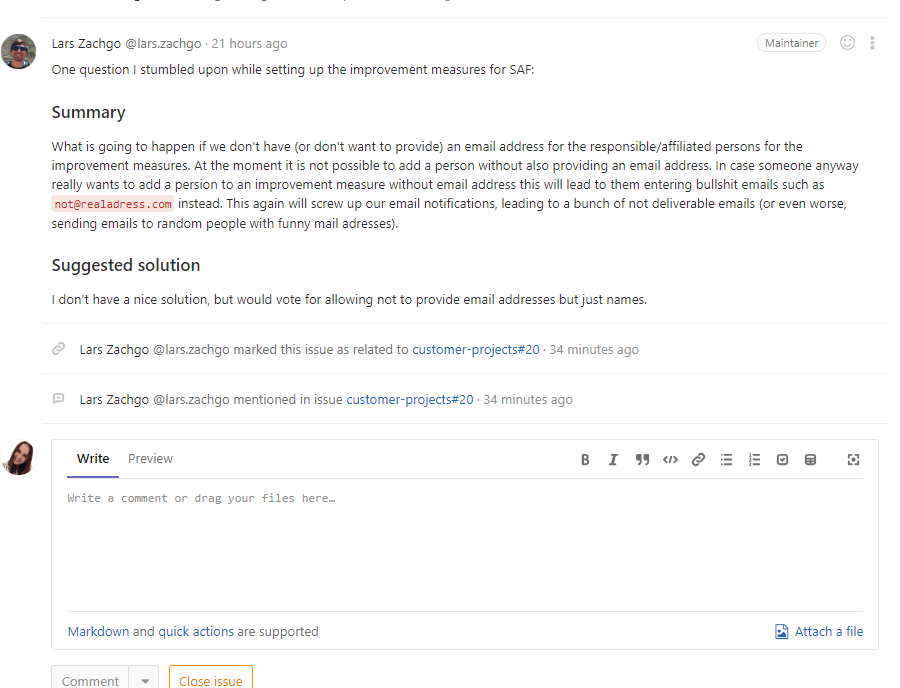 Lars Zachgo @lars.zachgo · 21 hours ago Maintainer
One question I stumbled upon while setting up the improvement measures for SAF:
Summary
What is going to happen if we don't have (or don't want to provide) an email address for the responsible/affiliated persons for the
improvement measures. At the moment it is not possible to add a person without also providing an email address. In case someone anyway
really wants to add a persion to an improvement measure without email address this will lead to them entering bullshit emails such as
not@realadress.com instead. This again will screw up our email notifications, leading to a bunch of not deliverable emails (or even worse,
sending emails to random people with funny mail adresses).
Suggested solution
I don't have a nice solution, but would vote for allowing not to provide email addresses but just names.
Lars Zachgo @lars.zachgo marked this issue as related to customer-projects#20 · 34 minutes ago
Lars Zachgo @lars.zachgo mentioned in issue customer-projects#20 · 34 minutes ago
Write Preview
Write a comment or drag your files here…
Markdown and quick actions are supported Attach a file
Comment Close issue